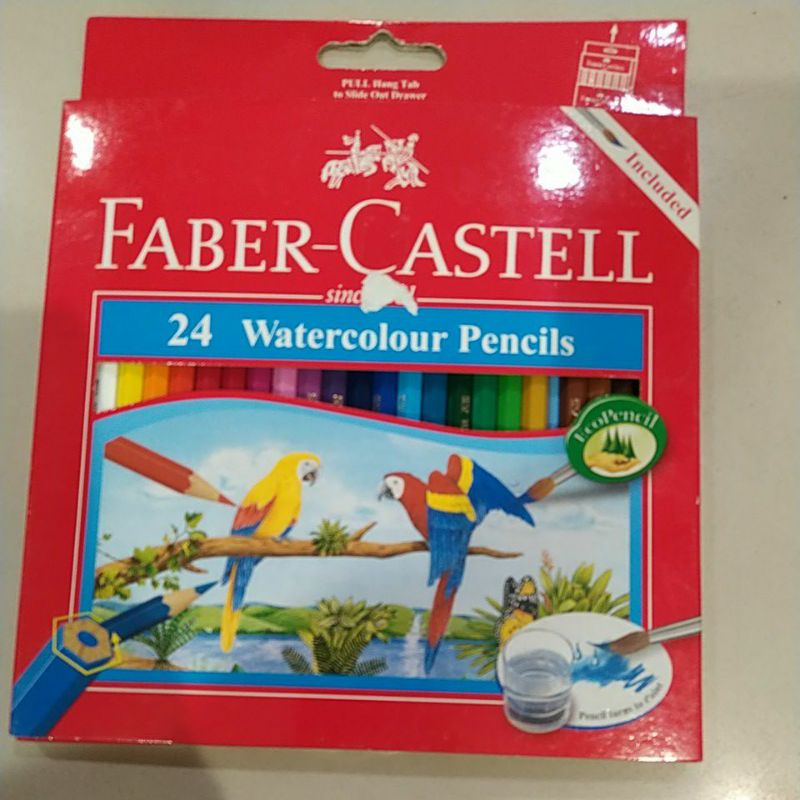 PULL Hang Tab
to Slide Out Drawer
Included
FABER-CASTELL
24 Watercolour Pencils
EcoPencil
Pencil turns to Paint